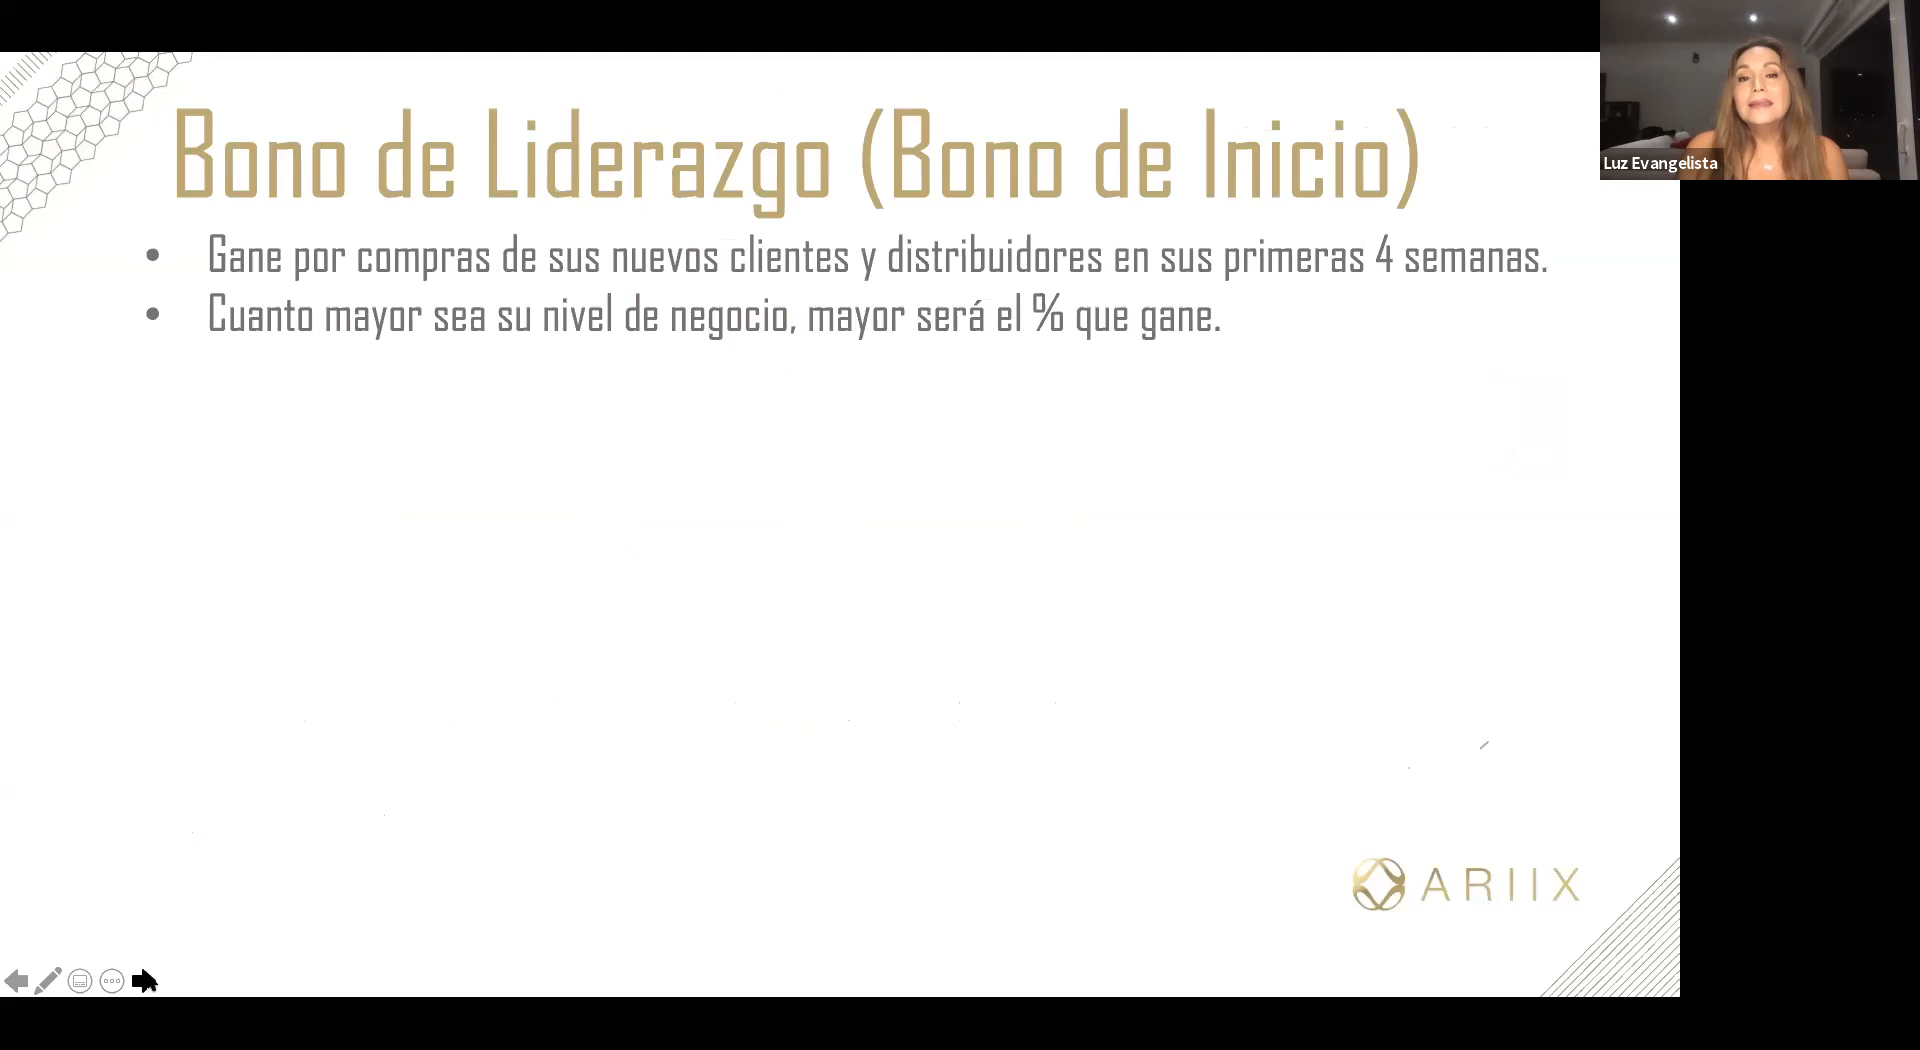 Bono de Liderazgo (Bono de Inicio)
• Gane por compras de sus nuevos clientes y distribuidores en sus primeras 4 semanas.
• Cuanto mayor sea su nivel de negocio, mayor será el % que gane.
Luz Evangelista
ARIIX